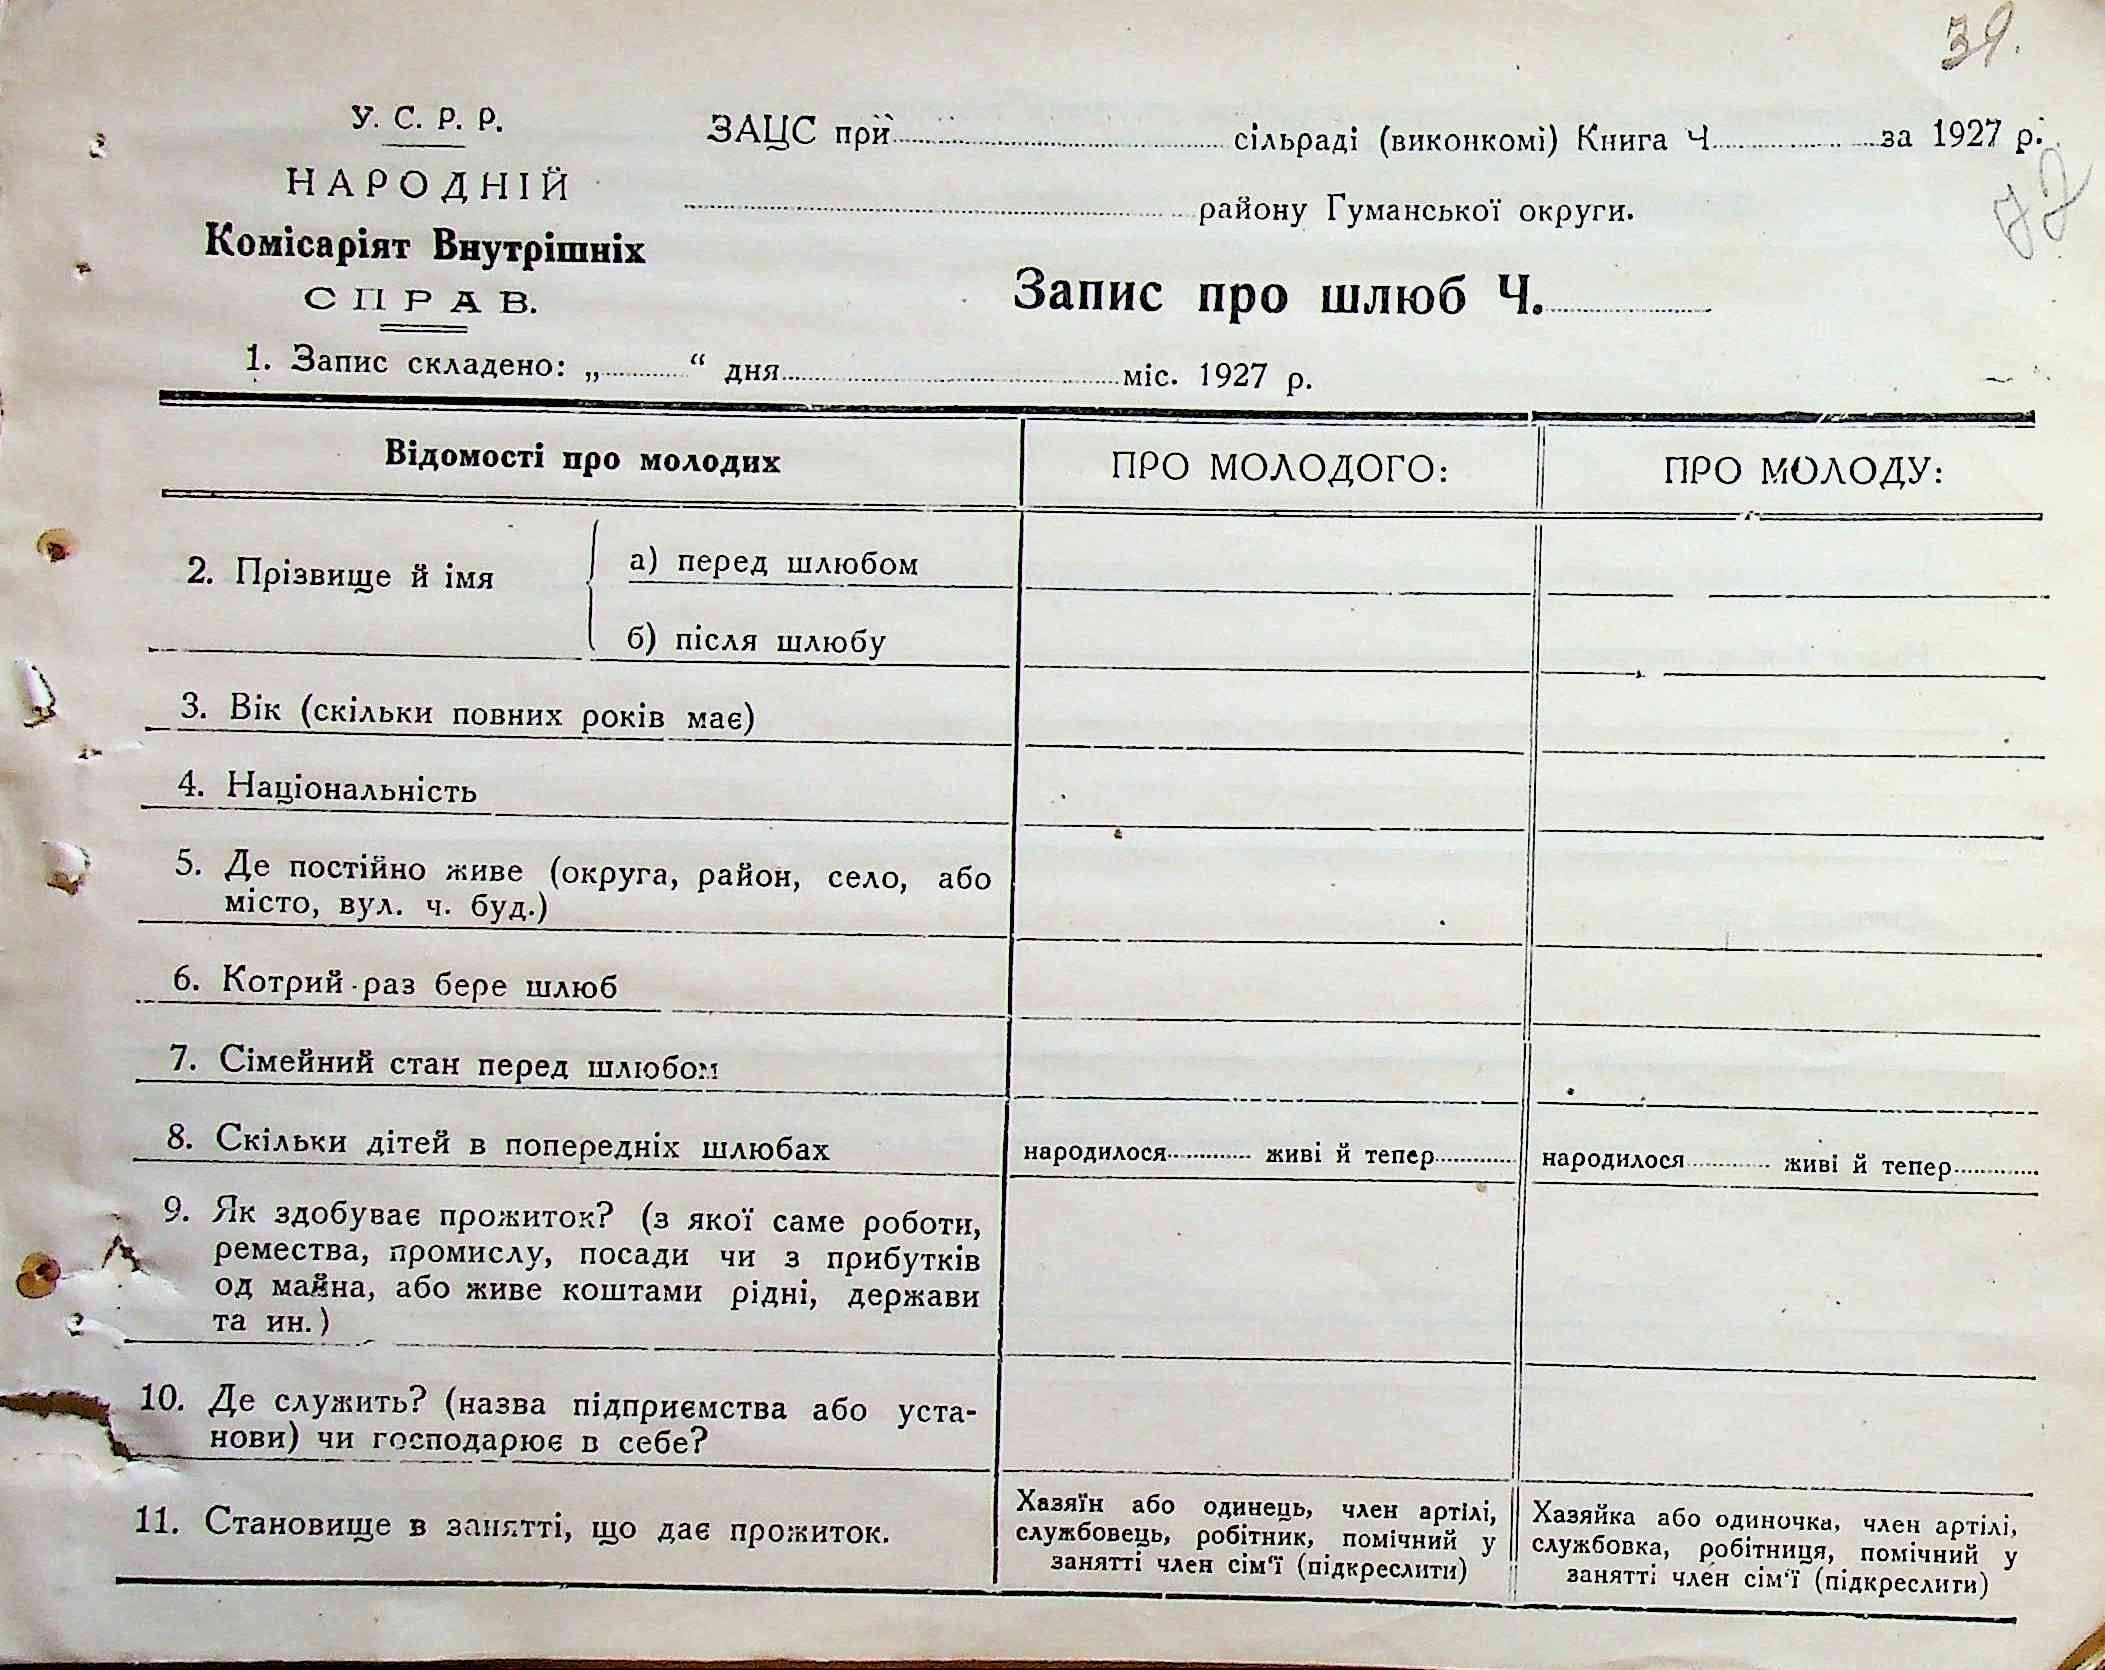 39.
У. С. Р. Р.
НАРОДНІЙ
Комісаріят Внутрішніх
СПРАВ.
ЗАЦС при сільраді (виконкомі) Книга Ч за 1927 р.
району Гуманської округи.
Запис про шлюб Ч.
1. Запис складено: „ “ дня міс. 1927 р.
Відомості про молодих ПРО МОЛОДОГО: ПРО МОЛОДУ:
2. Прізвище й імя
а) перед шлюбом
б) після шлюбу
3. Вік (скільки повних років має)
4. Національність
5. Де постійно живе (округа, район, село, або
місто, вул. ч. буд.)
6. Котрий раз бере шлюб
7. Сімейний стан перед шлюбом
8. Скільки дітей в попередніх шлюбах народилося живі й тепер народилося живі й тепер
9. Як здобуває прожиток? (з якої саме роботи,
ремества, промислу, посади чи з прибутків
од майна, або живе коштами рідні, держави
та ин.)
10. Де служить? (назва підприємства або уста-
нови) чи господарює в себе?
11. Становище в занятті, що дає прожиток.
Хазяїн або одинець, член артілі,
службовець, робітник, помічний у
занятті член сім‘ї (підкреслити)
Хазяйка або одиночка, член артілі,
службовка, робітниця, помічний у
занятті член сім‘ї (підкреслити)